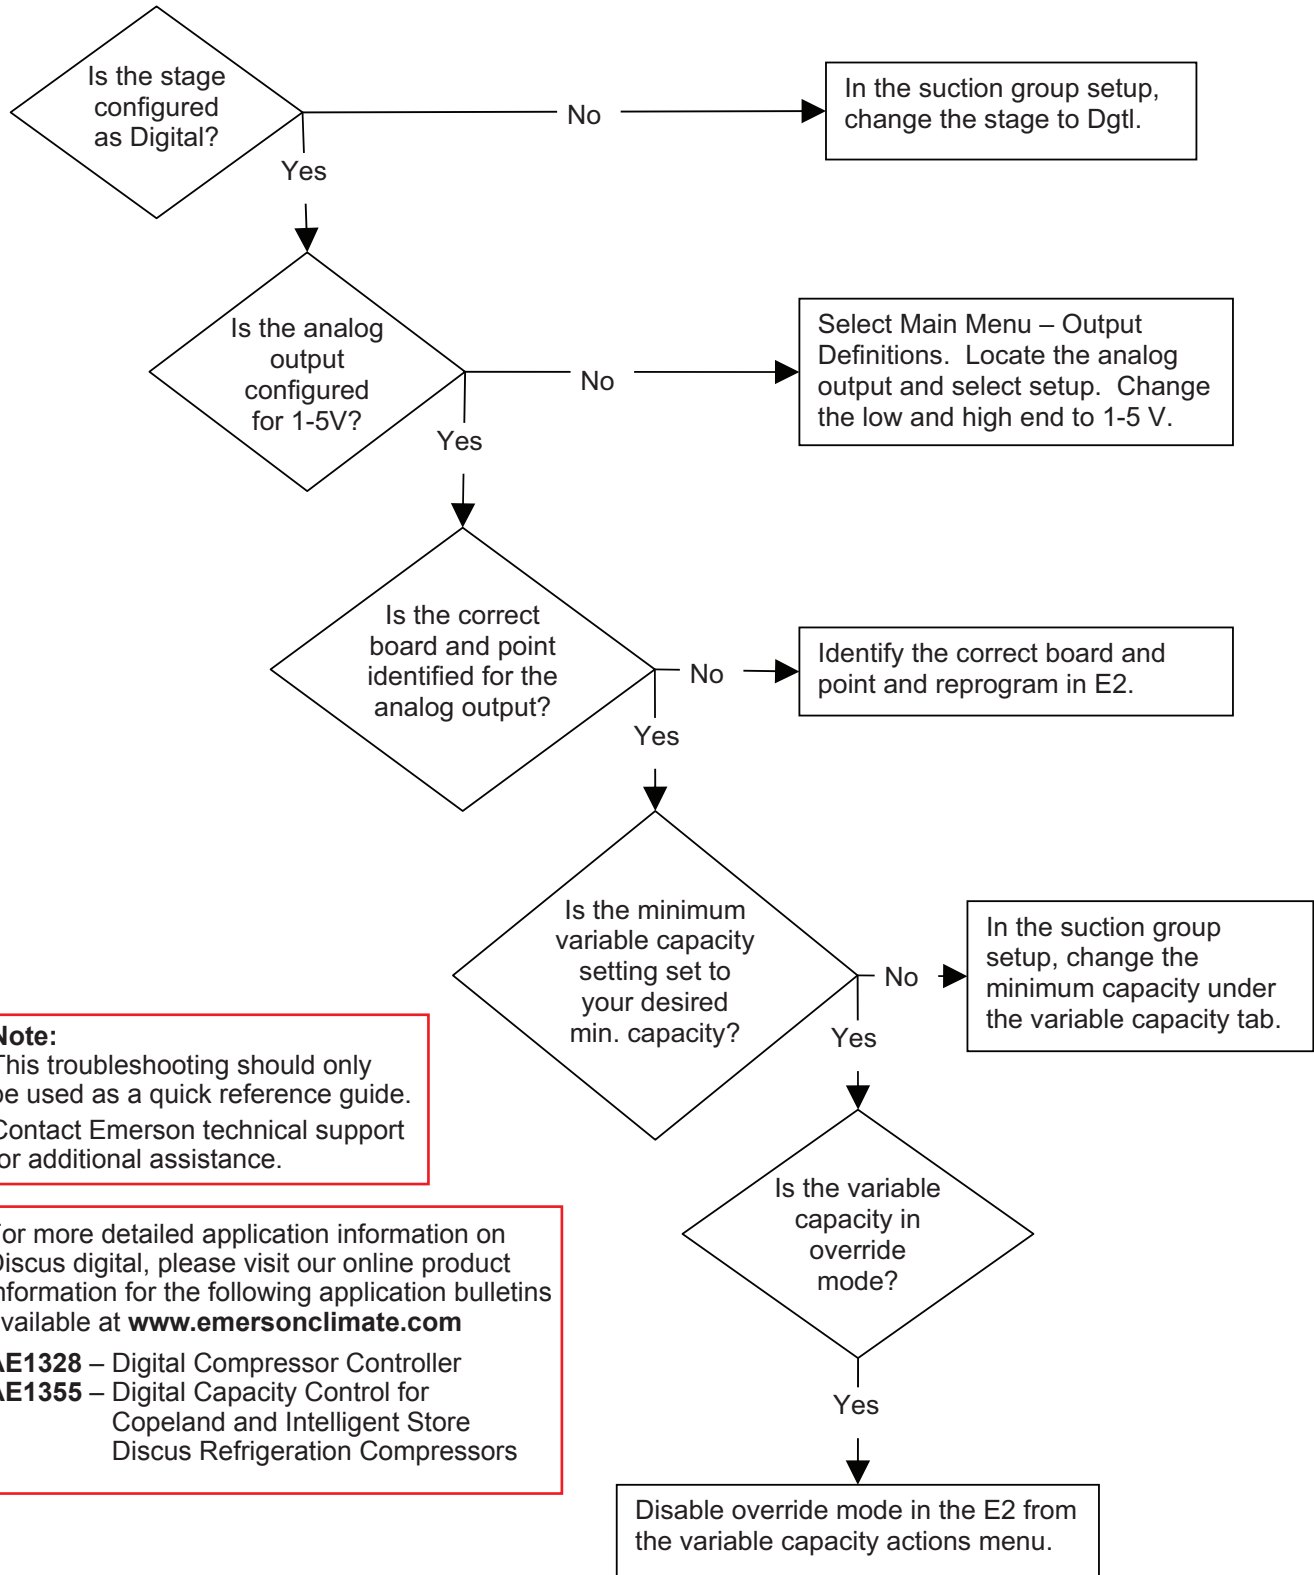 Is the stage
configured
as Digital?
No
In the suction group setup,
change the stage to Dgtl.
Yes
Is the analog
output
configured
for 1-5V?
No
Select Main Menu – Output
Definitions.  Locate the analog
output and select setup.  Change
the low and high end to 1-5 V.
Yes
Is the correct
board and point
identified for the
analog output?
No
Identify the correct board and
point and reprogram in E2.
Yes
Is the minimum
variable capacity
setting set to
your desired
min. capacity?
No
In the suction group
setup, change the
minimum capacity under
the variable capacity tab.
Yes
Is the variable
capacity in
override
mode?
Yes
Disable override mode in the E2 from
the variable capacity actions menu.
Note:
This troubleshooting should only
be used as a quick reference guide.
Contact Emerson technical support
for additional assistance.
For more detailed application information on
Discus digital, please visit our online product
information for the following application bulletins
available at www.emersonclimate.com
AE1328 – Digital Compressor Controller
AE1355 – Digital Capacity Control for
Copeland and Intelligent Store
Discus Refrigeration Compressors